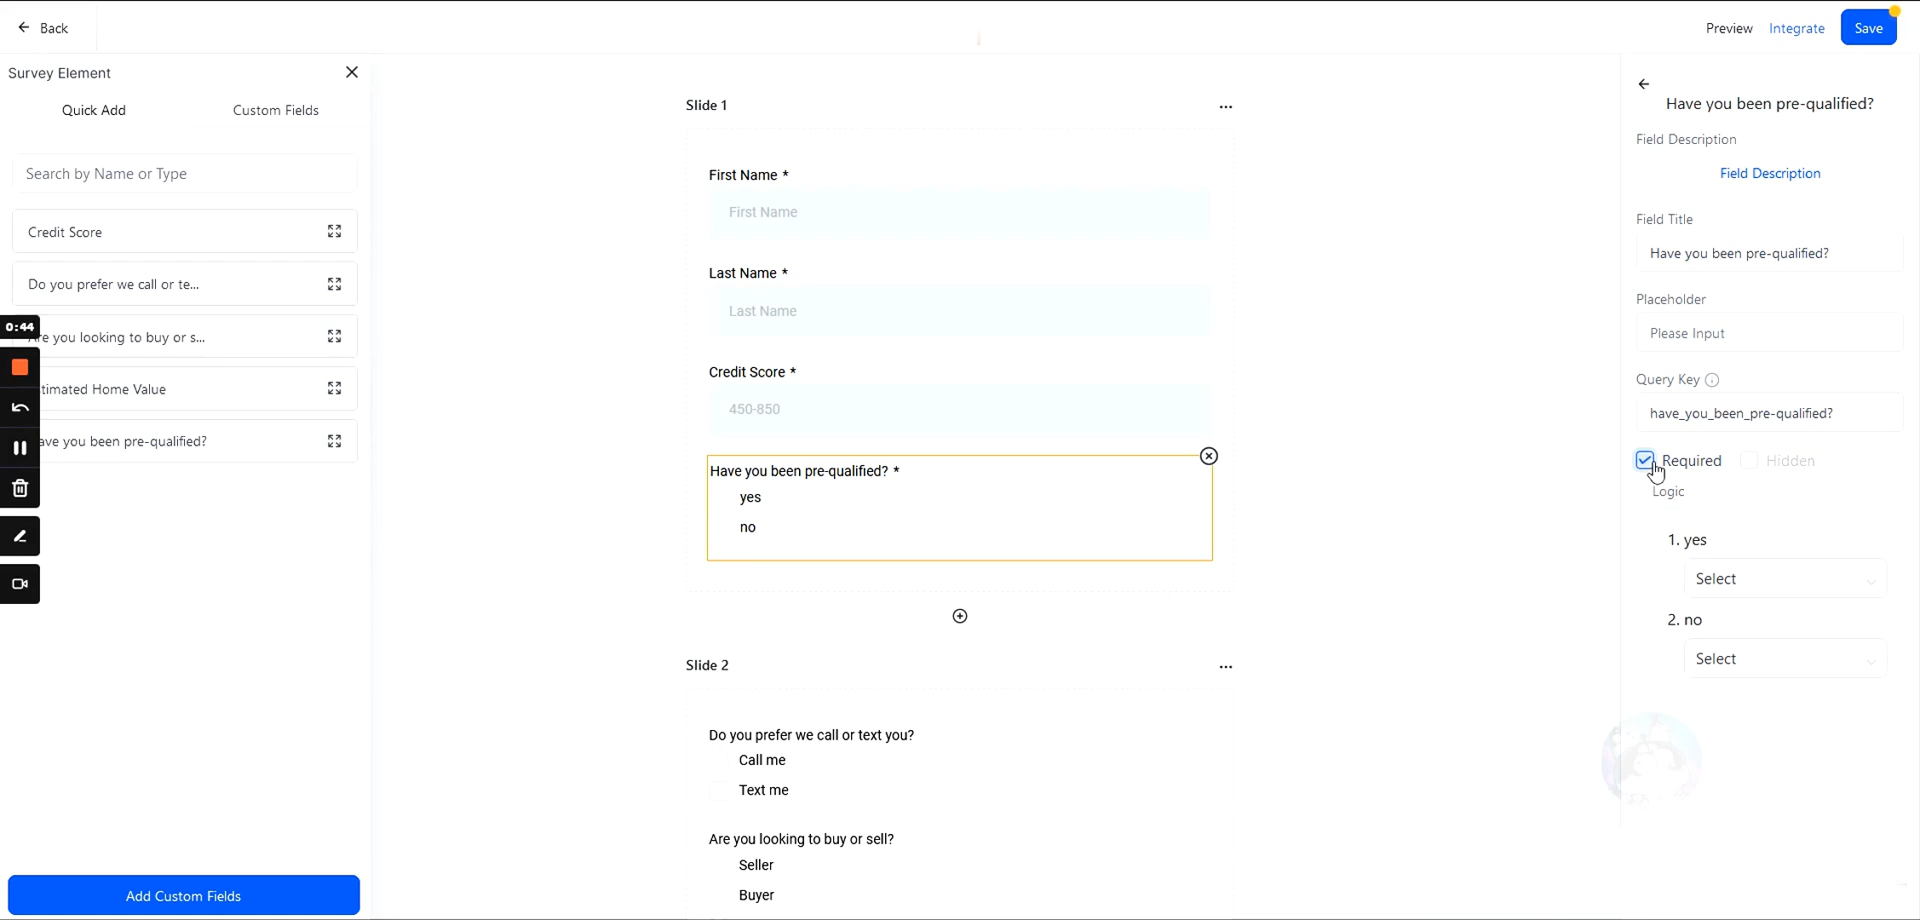 Back
Preview
Integrate
Save
Survey Element
Quick Add
Custom Fields
Search by Name or Type
Credit Score
Do you prefer we call or te...
0:44
re you looking to buy or s...
timated Home Value
ave you been pre-qualified?
Add Custom Fields
Slide 1
...
First Name *
First Name
Last Name *
Last Name
Credit Score *
450-850
Have you been pre-qualified? *
yes
no
Slide 2
...
Do you prefer we call or text you?
Call me
Text me
Are you looking to buy or sell?
Seller
Buyer
Have you been pre-qualified?
Field Description
Field Description
Field Title
Have you been pre-qualified?
Placeholder
Please Input
Query Key
have_you_been_pre-qualified?
Required
Hidden
Logic
1. yes
Select
2. no
Select